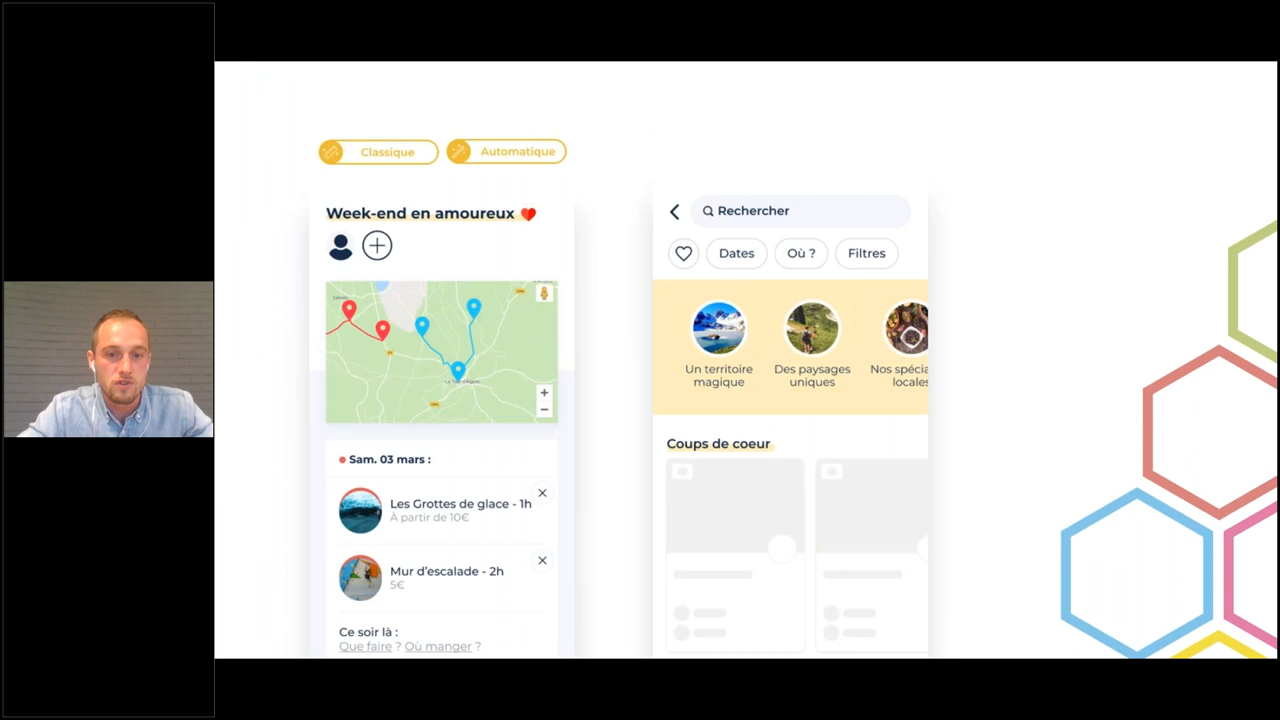 Classique
Automatique
Week-end en amoureux ❤️
Sam. 03 mars :
Les Grottes de glace - 1h
À partir de 10€
Mur d'escalade - 2h
5€
Ce soir là :
Que faire ? Où manger ?
Rechercher
Dates
Où ?
Filtres
Un territoire
magique
Des paysages
uniques
Nos spécia
locales
Coups de coeur